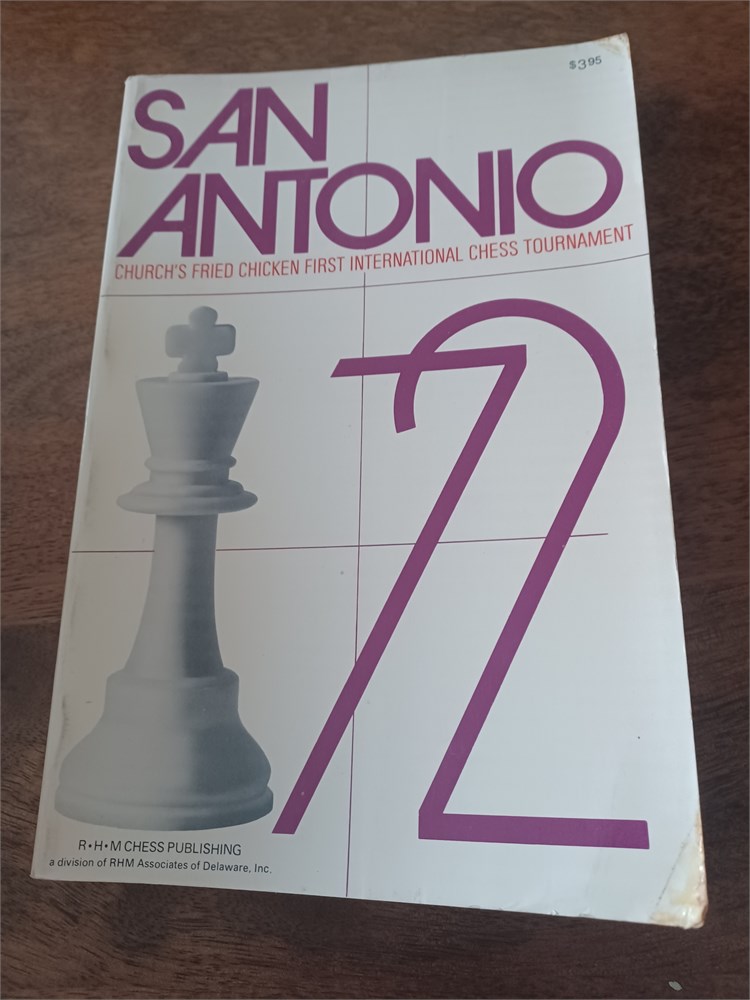 $3.95
SAN
ANTONIO
CHURCH'S FRIED CHICKEN FIRST INTERNATIONAL CHESS TOURNAMENT
72
R•H•M CHESS PUBLISHING
a division of RHM Associates of Delaware, Inc.